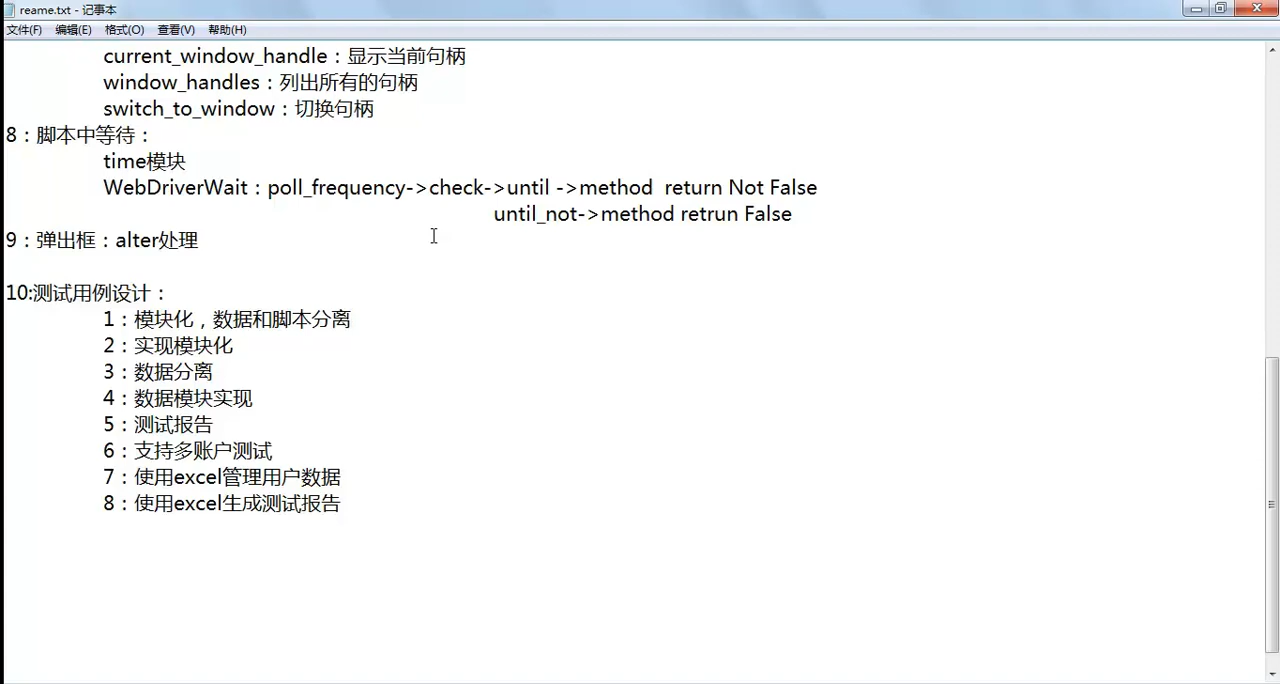 reame.txt - 记事本
文件(F) 编辑(E) 格式(O) 查看(V) 帮助(H)
current_window_handle：显示当前句柄
window_handles：列出所有的句柄
switch_to_window：切换句柄
8：脚本中等待：
time模块
WebDriverWait：poll_frequency->check->until ->method  return Not False
until_not->method retrun False
9：弹出框：alter处理
10:测试用例设计：
1：模块化，数据和脚本分离
2：实现模块化
3：数据分离
4：数据模块实现
5：测试报告
6：支持多账户测试
7：使用excel管理用户数据
8：使用excel生成测试报告